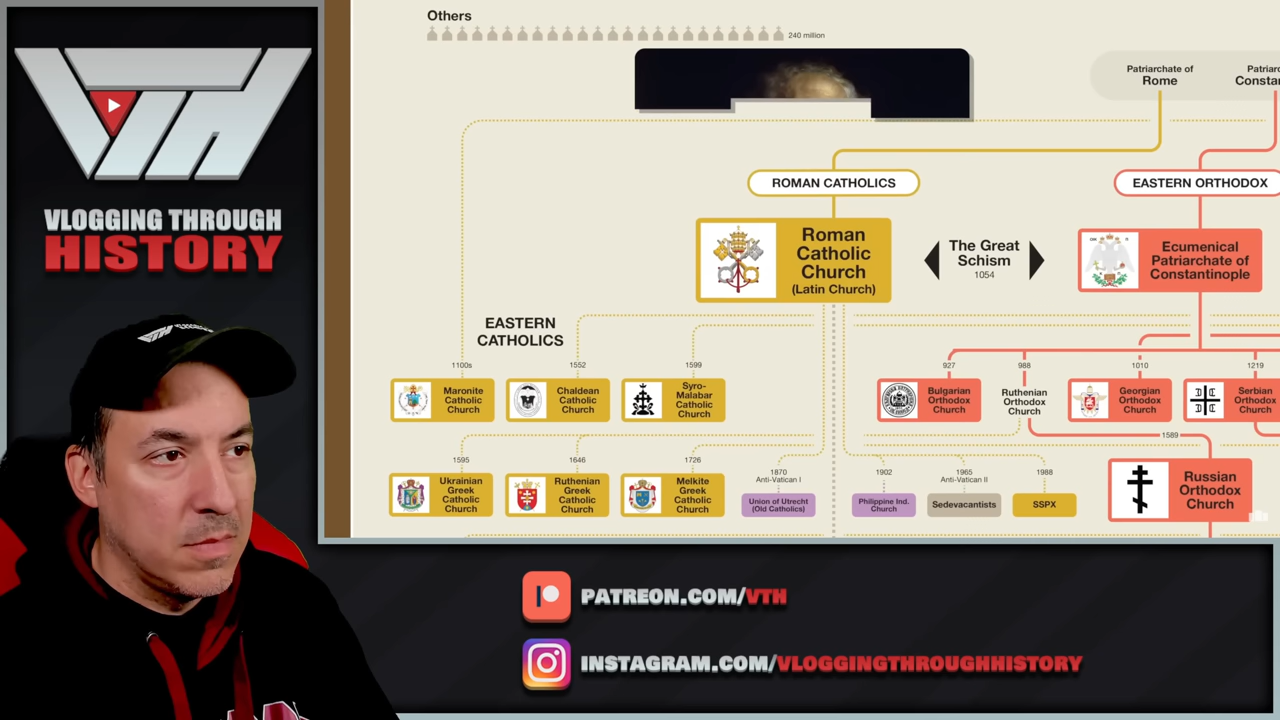 Others
240 million
Patriarchate of
Rome
Patriarc
Constan
VTH
VLOGGING THROUGH
HISTORY
ROMAN CATHOLICS
EASTERN ORTHODOX
Roman
Catholic
Church
(Latin Church)
The Great
Schism
1054
Ecumenical
Patriarchate of
Constantinople
EASTERN
CATHOLICS
1100s
1552
1599
927
988
1010
1219
Maronite
Catholic
Church
Chaldean
Catholic
Church
Syro-
Malabar
Catholic
Church
Bulgarian
Orthodox
Church
Ruthenian
Orthodox
Church
Georgian
Orthodox
Church
Serbian
Orthodox
Church
1589
1595
1646
1726
1870
Anti-Vatican I
1902
1965
Anti-Vatican II
1988
Ukrainian
Greek
Catholic
Church
Ruthenian
Greek
Catholic
Church
Melkite
Greek
Catholic
Church
Union of Utrecht
(Old Catholics)
Philippine Ind.
Church
Sedevacantists
SSPX
Russian
Orthodox
Church
PATREON.COM/VTH
INSTAGRAM.COM/VLOGGINGTHROUGHHISTORY